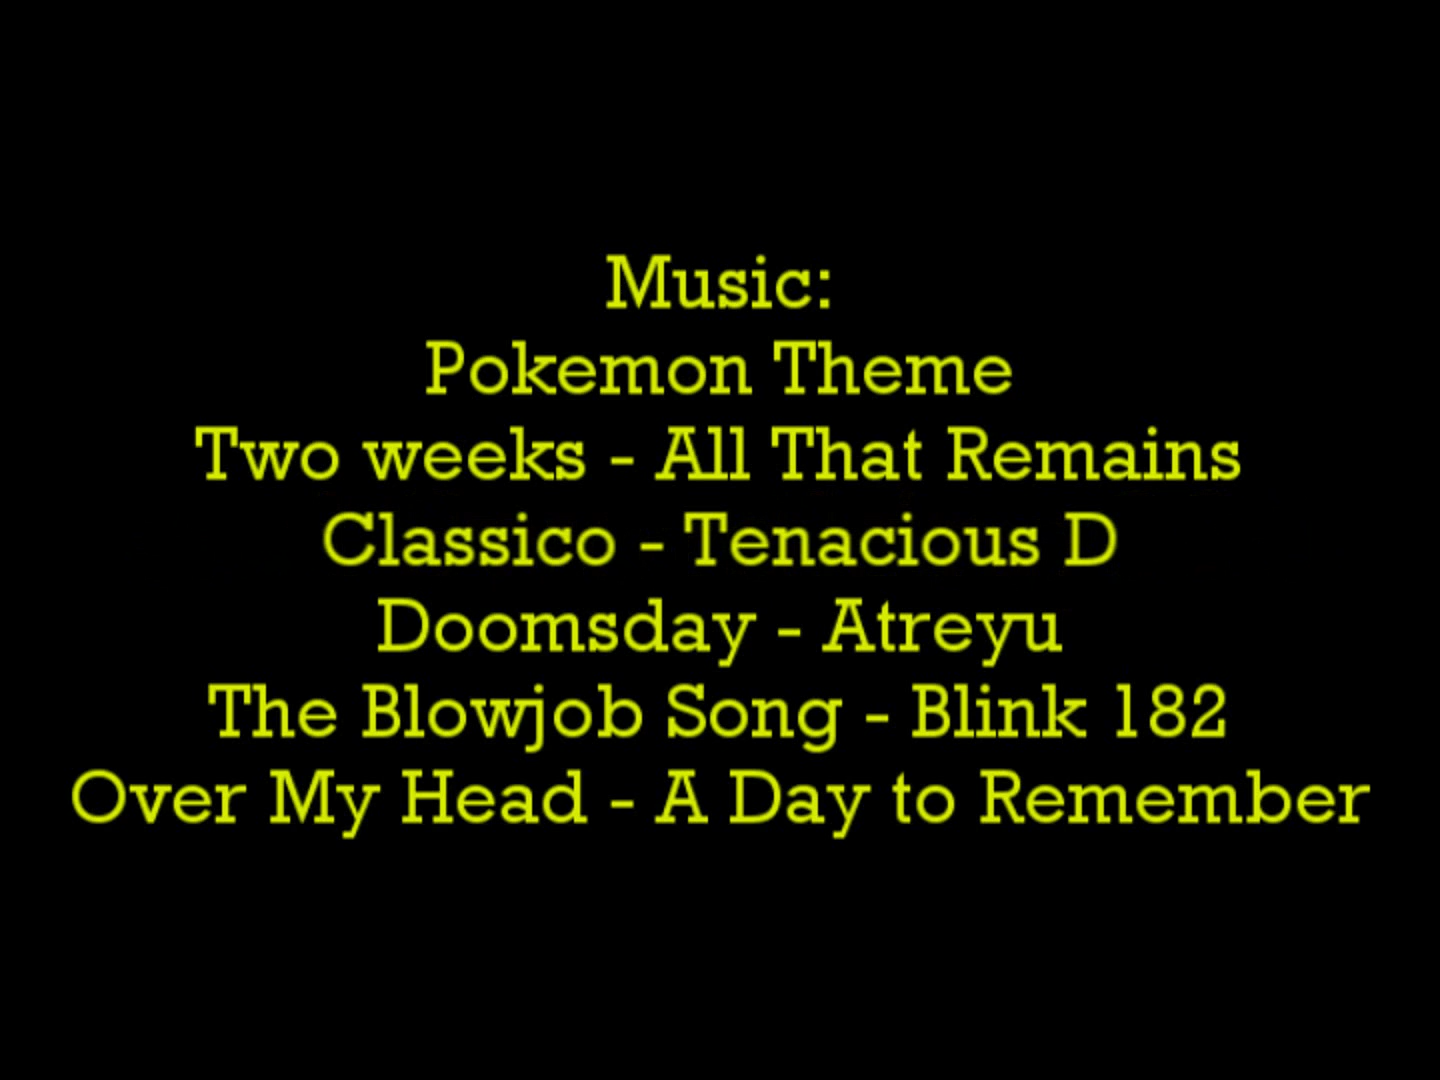 Music:
Pokemon Theme
Two weeks - All That Remains
Classico - Tenacious D
Doomsday - Atreyu
The Blowjob Song - Blink 182
Over My Head - A Day to Remember